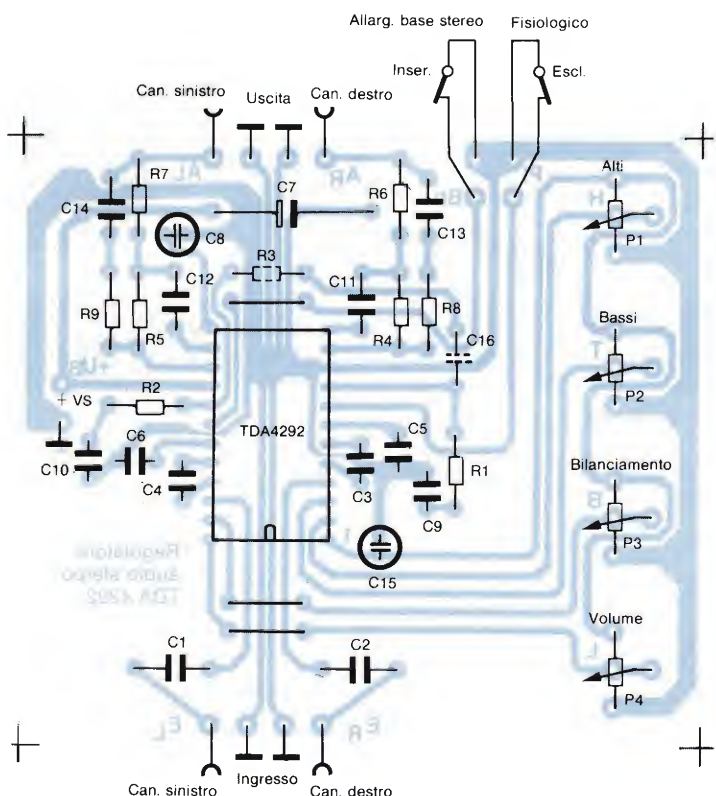 Allarg. base stereo Fisiologico
Inser. Escl.
Can. sinistro Uscita Can. destro
AL AR
R7 C7 R6 Alti
C14 C8 C13 H
P1
R3
C12 C11
R9 R5 R4 R8
C16 Bassi
+US T
+ VS R2 P2
TDA4292
C6 C5
C10 C4 C3 R1 Bilanciamento
C9 B
P3
C15
Regolatore
audio stereo
TDA 4292
Volume
C1 C2 L
P4
EL ER
Ingresso
Can. sinistro Can. destro